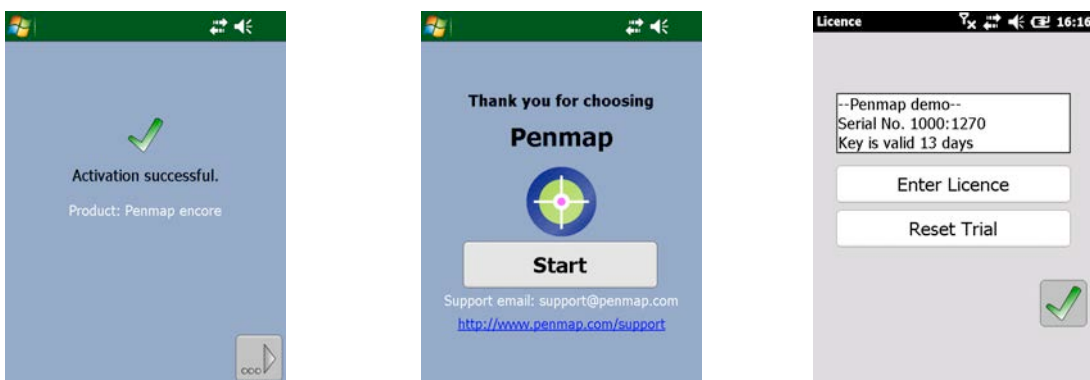 Activation successful.
Product: Penmap encore
Thank you for choosing
Penmap
Start
Support email: support@penmap.com
http://www.penmap.com/support
Licence 16:16
--Penmap demo--
Serial No. 1000:1270
Key is valid 13 days
Enter Licence
Reset Trial